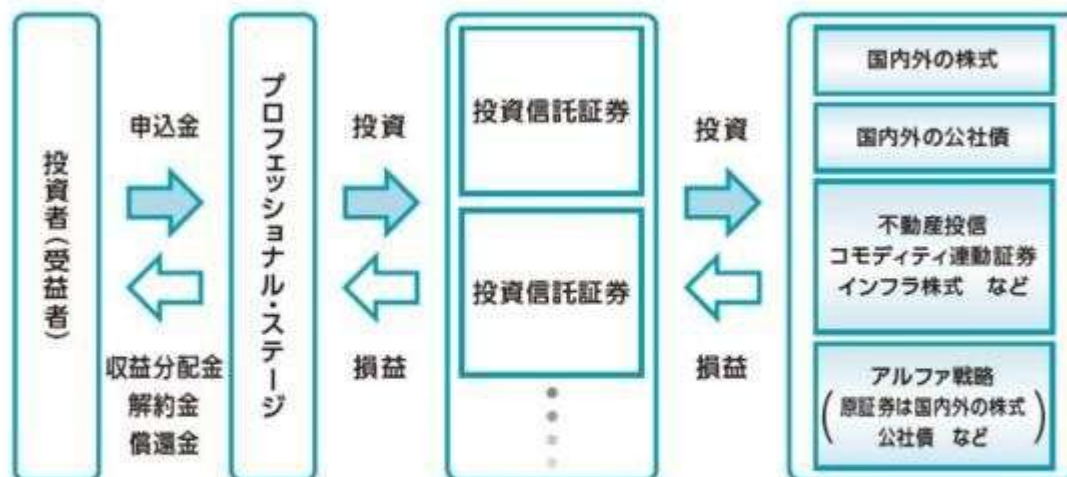 投資者(受益者)
申込金
収益分配金
解約金
償還金
プロフェッショナル・ステージ
投資
損益
投資信託証券
投資信託証券
投資
損益
国内外の株式
国内外の公社債
不動産投信
コモディティ連動証券
インフラ株式 など
アルファ戦略
(原証券は国内外の株式
公社債 など)